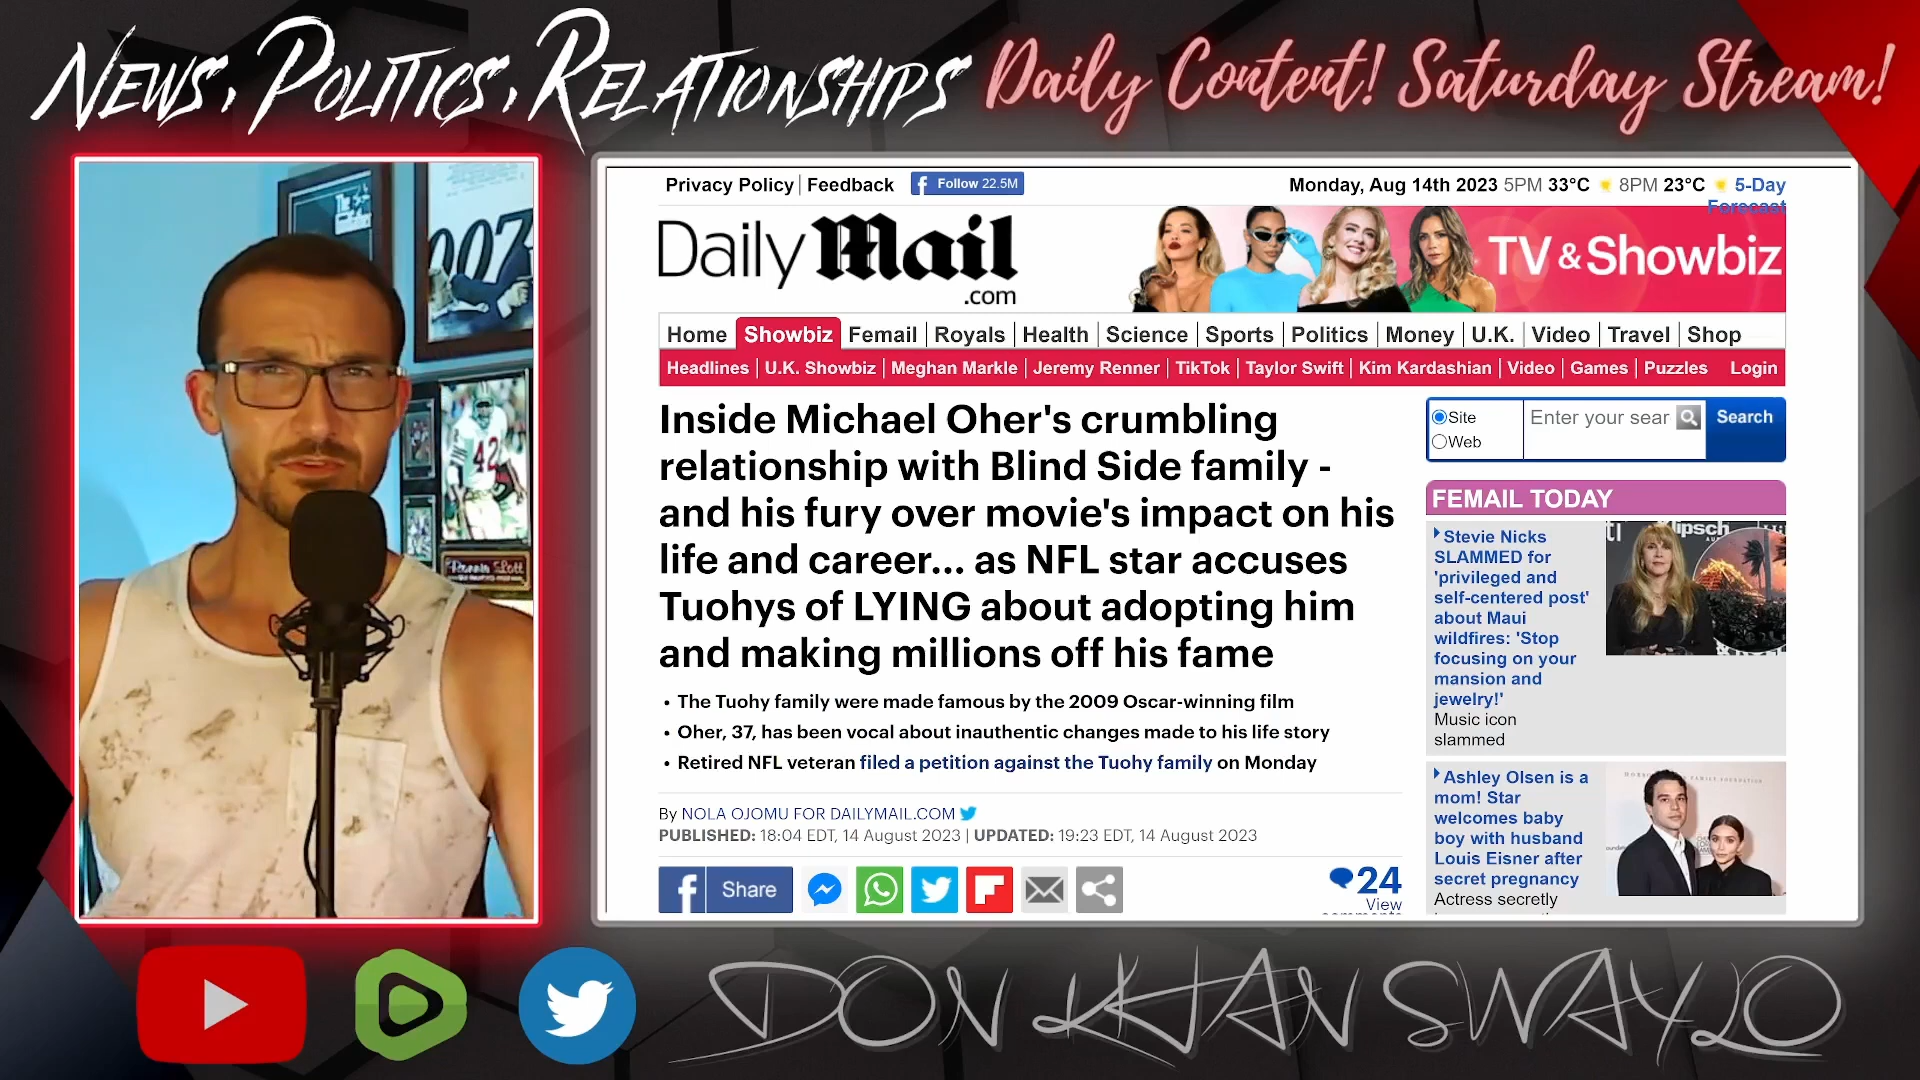 News, Politics, Relationships Daily Content! Saturday Stream!
007
42
Ronnie Lott
Privacy Policy | Feedback Follow 22.5M Monday, Aug 14th 2023 5PM 33°C 8PM 23°C 5-Day
Forecast
Daily Mail
.com
TV & Showbiz
Home Showbiz Femail Royals Health Science Sports Politics Money U.K. Video Travel Shop
Headlines U.K. Showbiz Meghan Markle Jeremy Renner TikTok Taylor Swift Kim Kardashian Video Games Puzzles Login
Inside Michael Oher's crumbling
relationship with Blind Side family -
and his fury over movie's impact on his
life and career... as NFL star accuses
Tuohys of LYING about adopting him
and making millions off his fame
• The Tuohy family were made famous by the 2009 Oscar-winning film
• Oher, 37, has been vocal about inauthentic changes made to his life story
• Retired NFL veteran filed a petition against the Tuohy family on Monday
By NOLA OJOMU FOR DAILYMAIL.COM
PUBLISHED: 18:04 EDT, 14 August 2023 | UPDATED: 19:23 EDT, 14 August 2023
Share
24
View
comments
Site
Web
Enter your sear
Search
FEMAIL TODAY
Stevie Nicks
SLAMMED for
'privileged and
self-centered post'
about Maui
wildfires: 'Stop
focusing on your
mansion and
jewelry!'
Music icon
slammed
Klipsch
Ashley Olsen is a
mom! Star
welcomes baby
boy with husband
Louis Eisner after
secret pregnancy
Actress secretly
DON KHAN SWAYLO